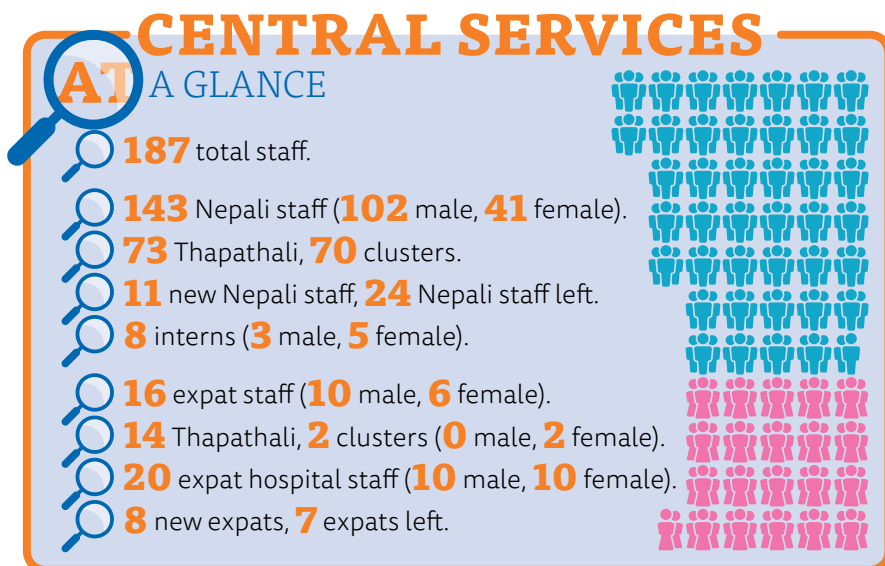 CENTRAL SERVICES
AT A GLANCE
187 total staff.
143 Nepali staff (102 male, 41 female).
73 Thapathali, 70 clusters.
11 new Nepali staff, 24 Nepali staff left.
8 interns (3 male, 5 female).
16 expat staff (10 male, 6 female).
14 Thapathali, 2 clusters (0 male, 2 female).
20 expat hospital staff (10 male, 10 female).
8 new expats, 7 expats left.